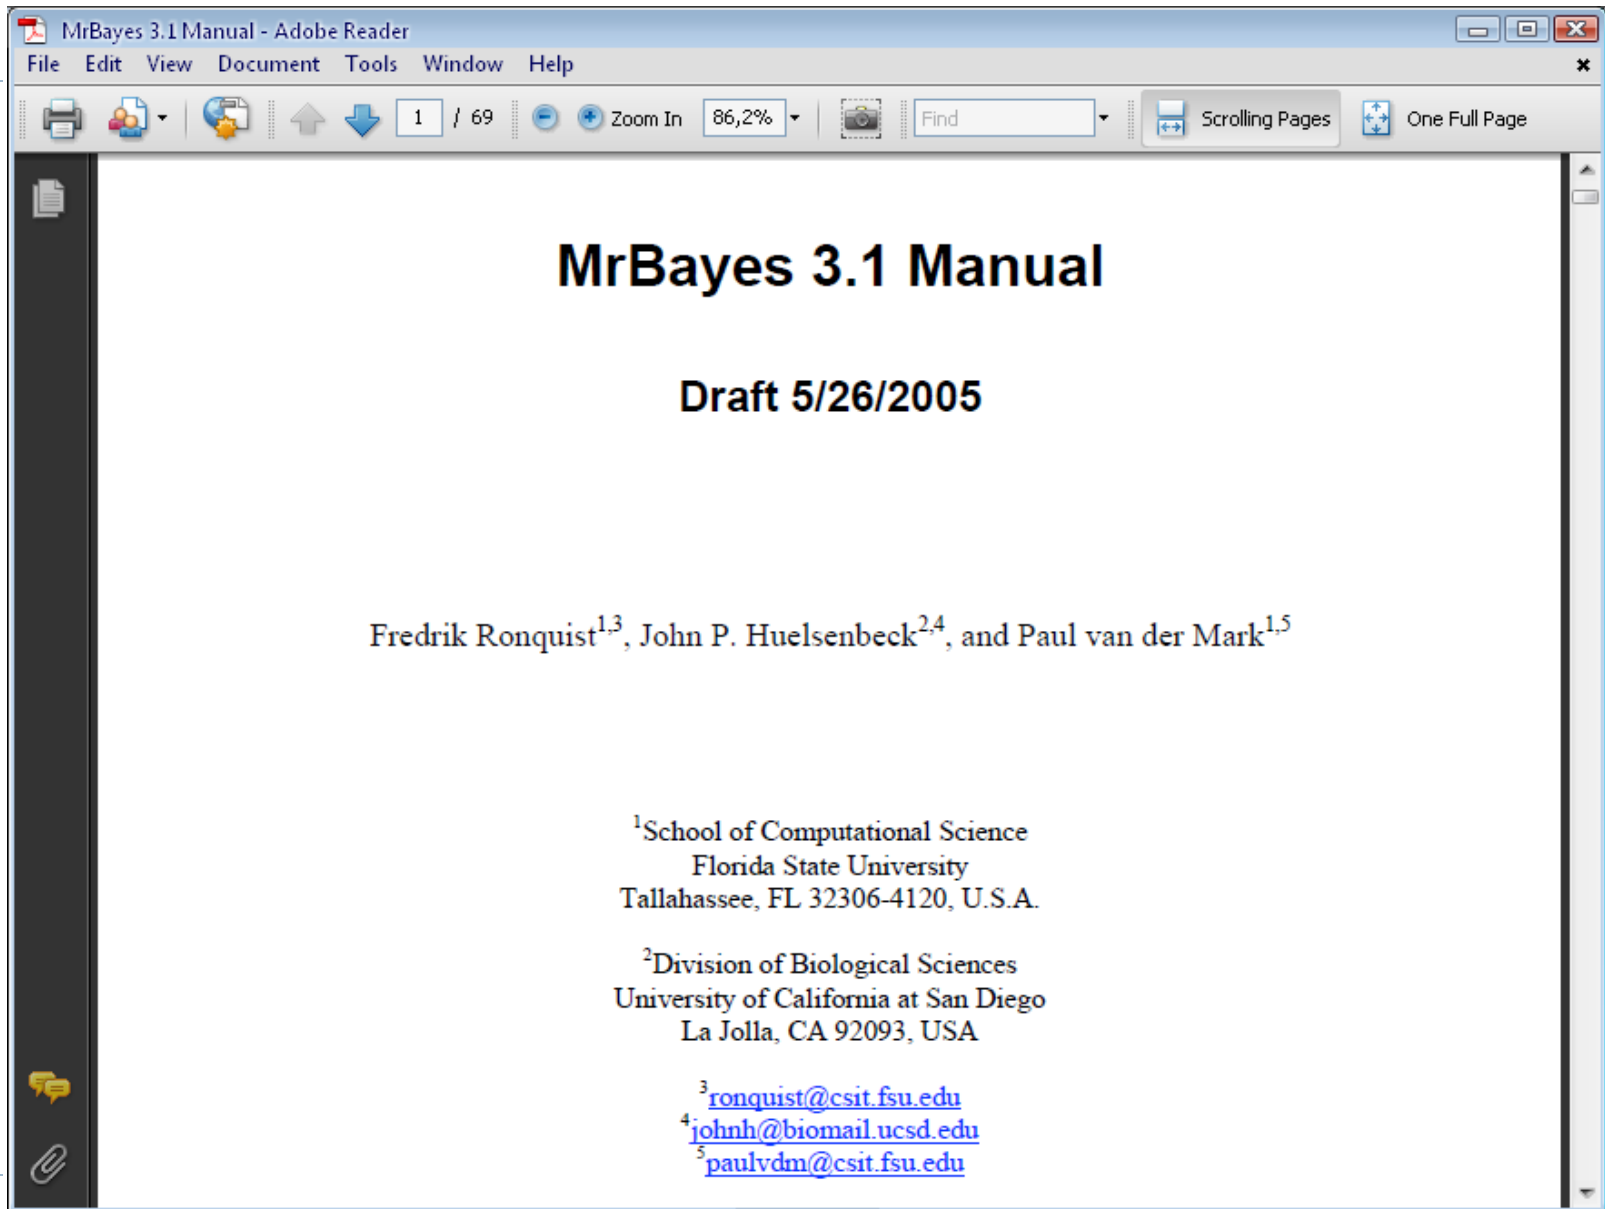 MrBayes 3.1 Manual - Adobe Reader
File Edit View Document Tools Window Help
1 / 69 Zoom In 86,2% Find Scrolling Pages One Full Page
MrBayes 3.1 Manual
Draft 5/26/2005
Fredrik Ronquist1,3, John P. Huelsenbeck2,4, and Paul van der Mark1,5
1School of Computational Science
Florida State University
Tallahassee, FL 32306-4120, U.S.A.
2Division of Biological Sciences
University of California at San Diego
La Jolla, CA 92093, USA
3ronquist@csit.fsu.edu
4johnh@biomail.ucsd.edu
5paulvdm@csit.fsu.edu